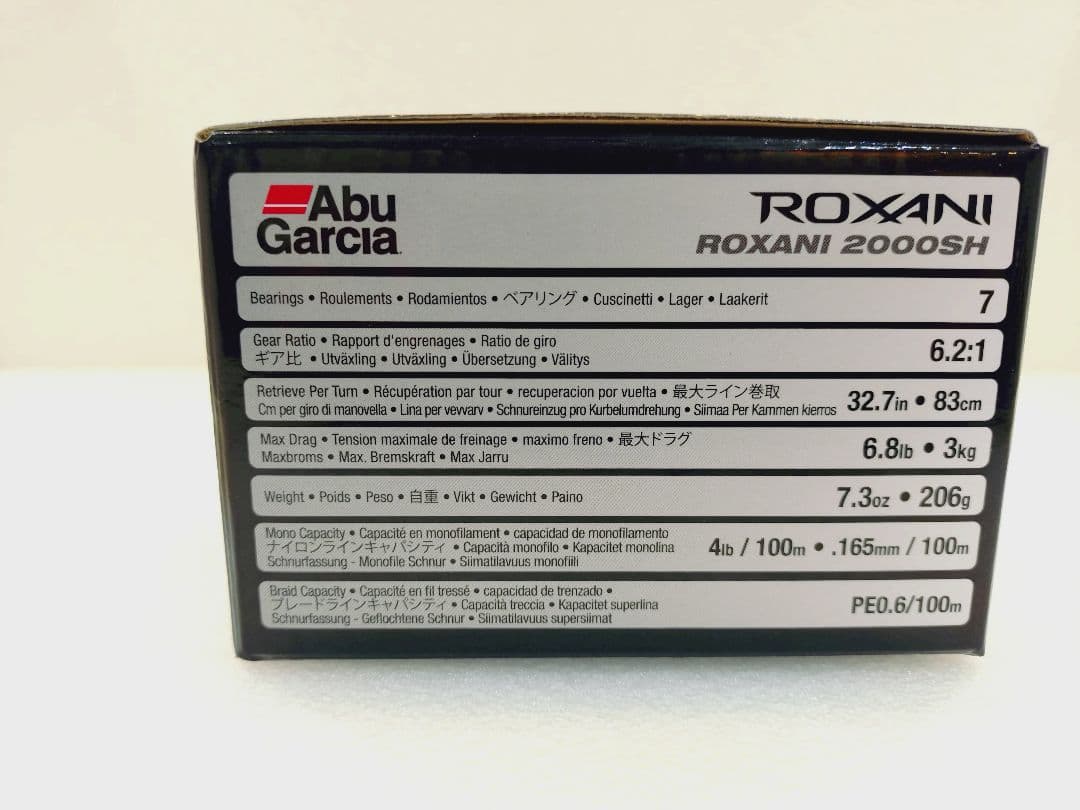 Abu
Garcia
ROXANI
ROXANI 2000SH
Bearings • Roulements • Rodamientos • ベアリング • Cuscinetti • Lager • Laakerit 7
Gear Ratio • Rapport d'engrenages • Ratio de giro
ギア比 • Utväxling • Utväxling • Übersetzung • Välitys
6.2:1
Retrieve Per Turn • Récupération par tour • recuperacion por vuelta • 最大ライン巻取
Cm per giro di manovella • Lina per vevvarv • Schnureinzug pro Kurbelumdrehung • Siimaa Per Kammen kierros
32.7in • 83cm
Max Drag • Tension maximale de freinage • maximo freno • 最大ドラグ
Maxbroms • Max. Bremskraft • Max Jarru
6.8lb • 3kg
Weight • Poids • Peso • 自重 • Vikt • Gewicht • Paino 7.3oz • 206g
Mono Capacity • Capacité en monofilament • capacidad de monofilamento
ナイロンラインキャパシティ • Capacità monofilo • Kapacitet monolina
Schnurfassung - Monofile Schnur • Siimatilavuus monofiili
4lb / 100m • .165mm / 100m
Braid Capacity • Capacité en fil tressé • capacidad de trenzado •
ブレードラインキャパシティ • Capacità treccia • Kapacitet superlina
Schnurfassung - Geflochtene Schnur • Siimatilavuus supersiimat
PE0.6/100m